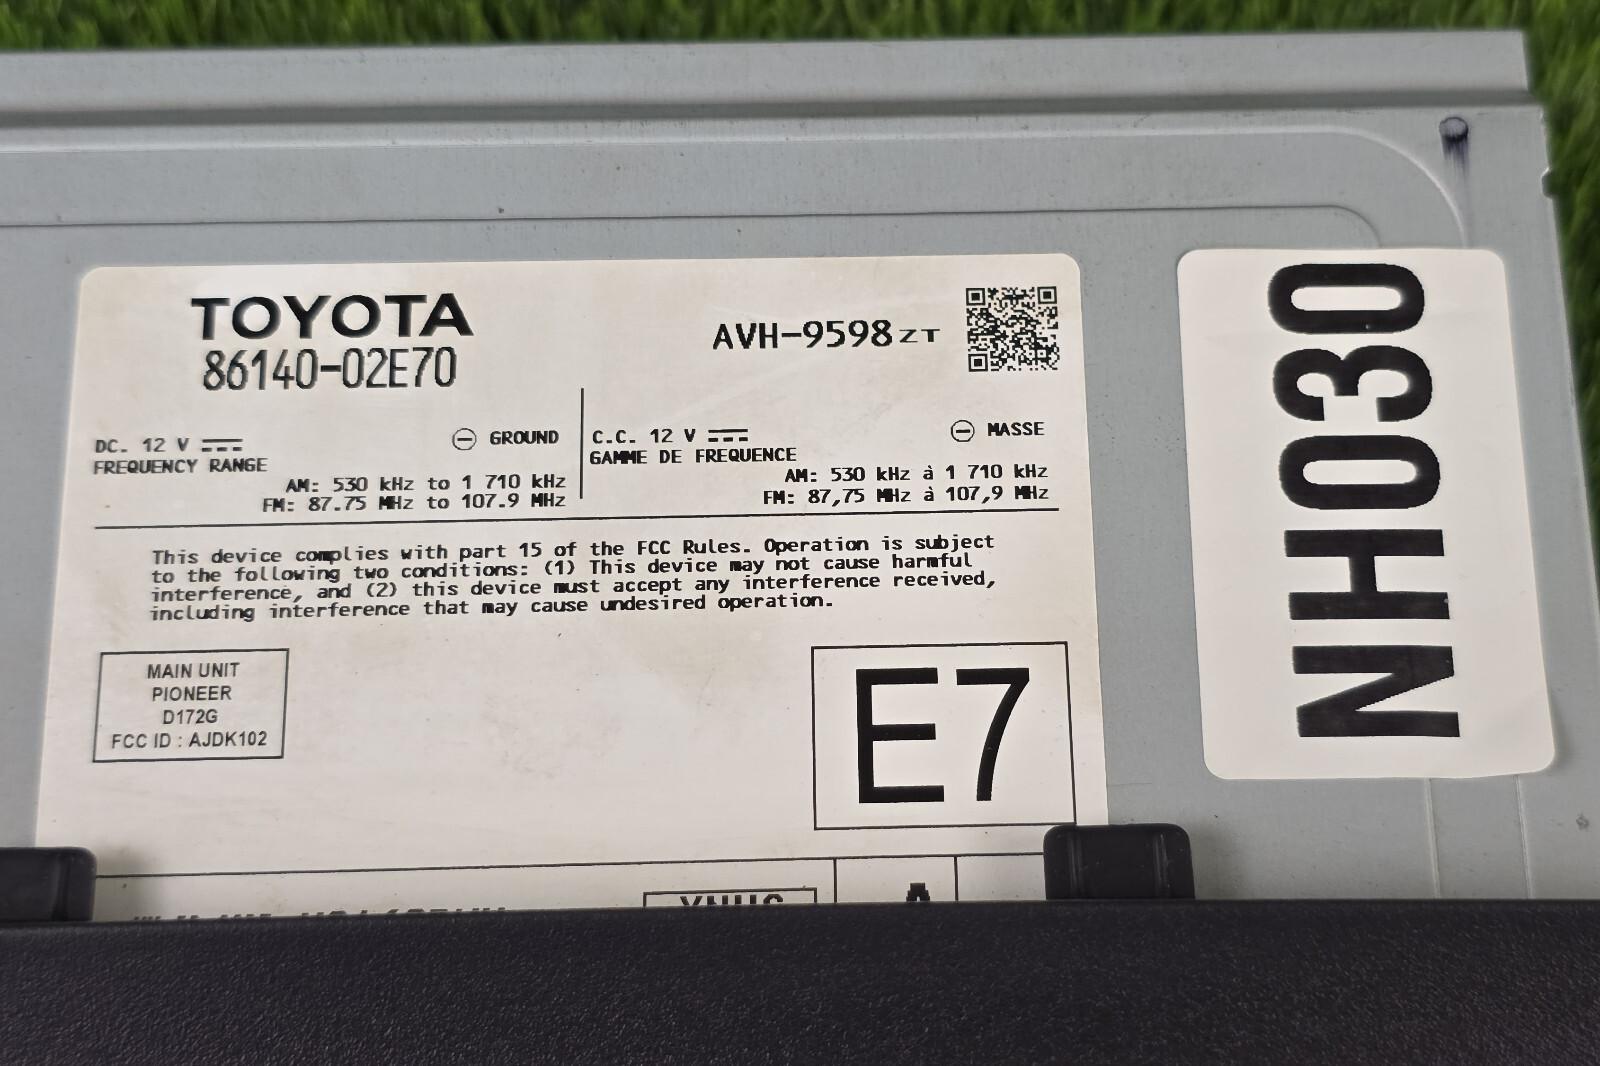 TOYOTA
86140-02E70
AVH-9598ZT
DC. 12 V
GROUND
FREQUENCY RANGE
AM: 530 kHz to 1 710 kHz
FM: 87.75 MHz to 107.9 MHz
C.C. 12 V
MASSE
GAMME DE FREQUENCE
AM: 530 kHz à 1 710 kHz
FM: 87,75 MHz à 107,9 MHz
This device complies with part 15 of the FCC Rules. Operation is subject
to the following two conditions: (1) This device may not cause harmful
interference, and (2) this device must accept any interference received,
including interference that may cause undesired operation.
MAIN UNIT
PIONEER
D172G
FCC ID : AJDK102
E7
NH030